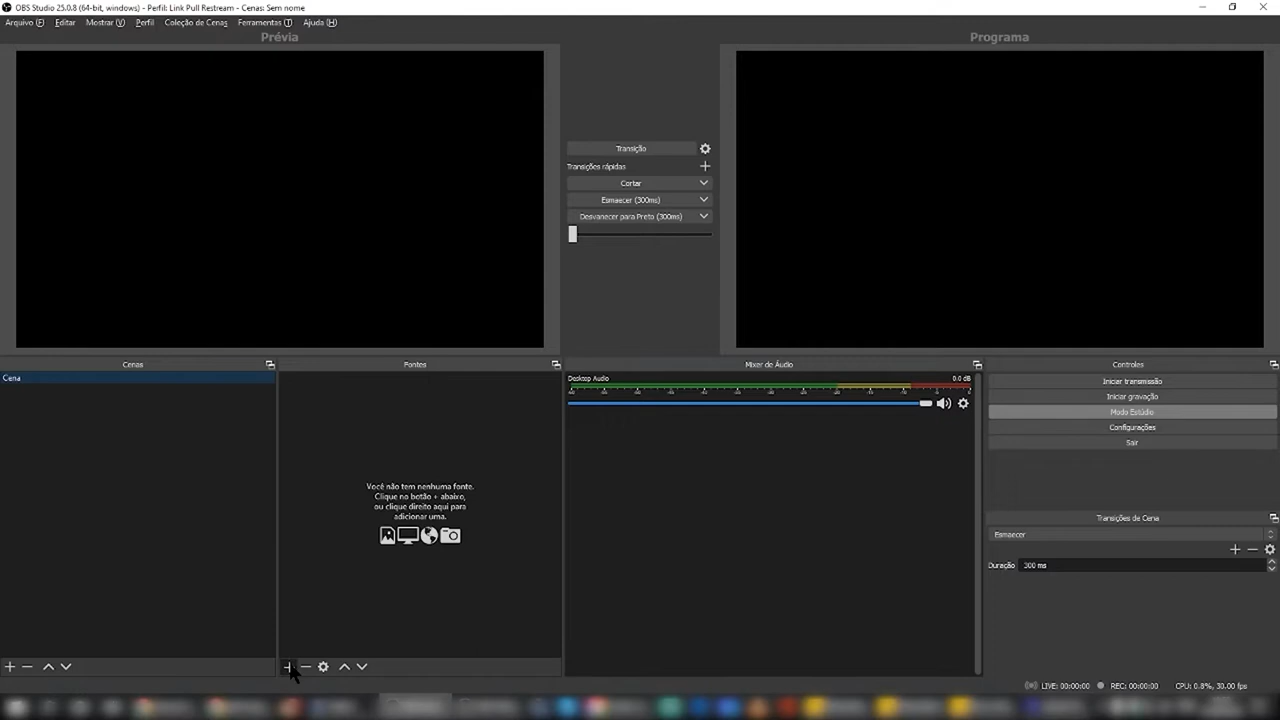 OBS Studio 25.0.8 (64-bit, windows) - Perfil: Link Pull Restream - Cenas: Sem nome
Arquivo (F) Editar Mostrar (V) Perfil Coleção de Cenas Ferramentas (T) Ajuda (H)
Prévia
Programa
Transição
Transições rápidas
Cortar
Esmaecer (300ms)
Desvanecer para Preto (300ms)
Cenas
Cena
Fontes
Você não tem nenhuma fonte.
Clique no botão + abaixo,
ou clique direito aqui para
adicionar uma.
Mixer de Áudio
Desktop Audio 0.0 dB
Controles
Iniciar transmissão
Iniciar gravação
Modo Estúdio
Configurações
Sair
Transições de Cena
Esmaecer
Duração 300 ms
LIVE: 00:00:00 REC: 00:00:00 CPU: 0.8%, 30.00 fps